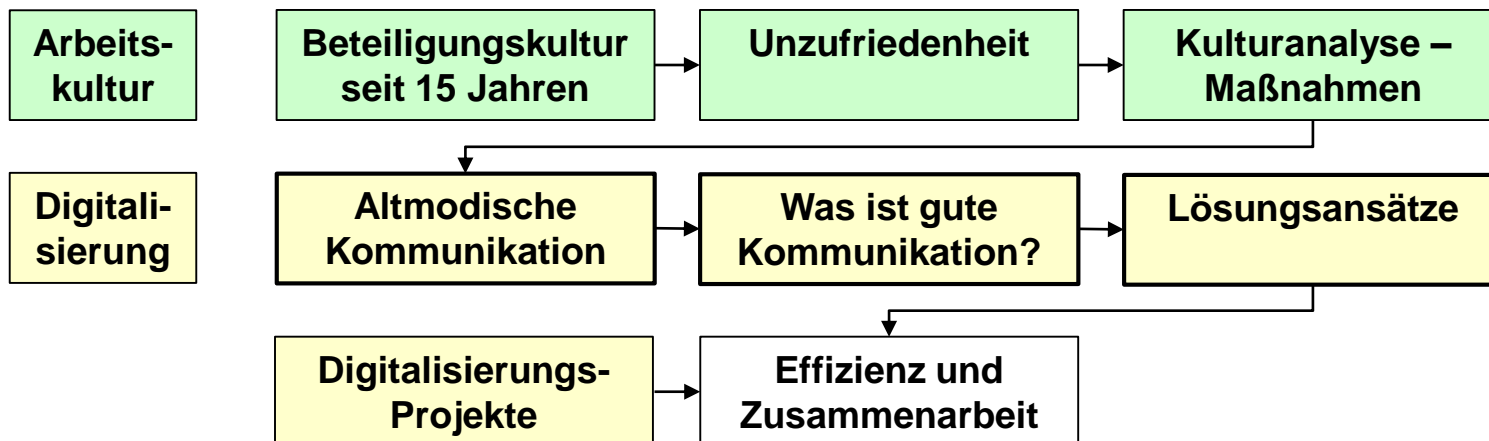 Arbeits-
kultur
Beteiligungskultur
seit 15 Jahren
Unzufriedenheit
Kulturanalyse –
Maßnahmen
Digitali-
sierung
Altmodische
Kommunikation
Was ist gute
Kommunikation?
Lösungsansätze
Digitalisierungs-
Projekte
Effizienz und
Zusammenarbeit